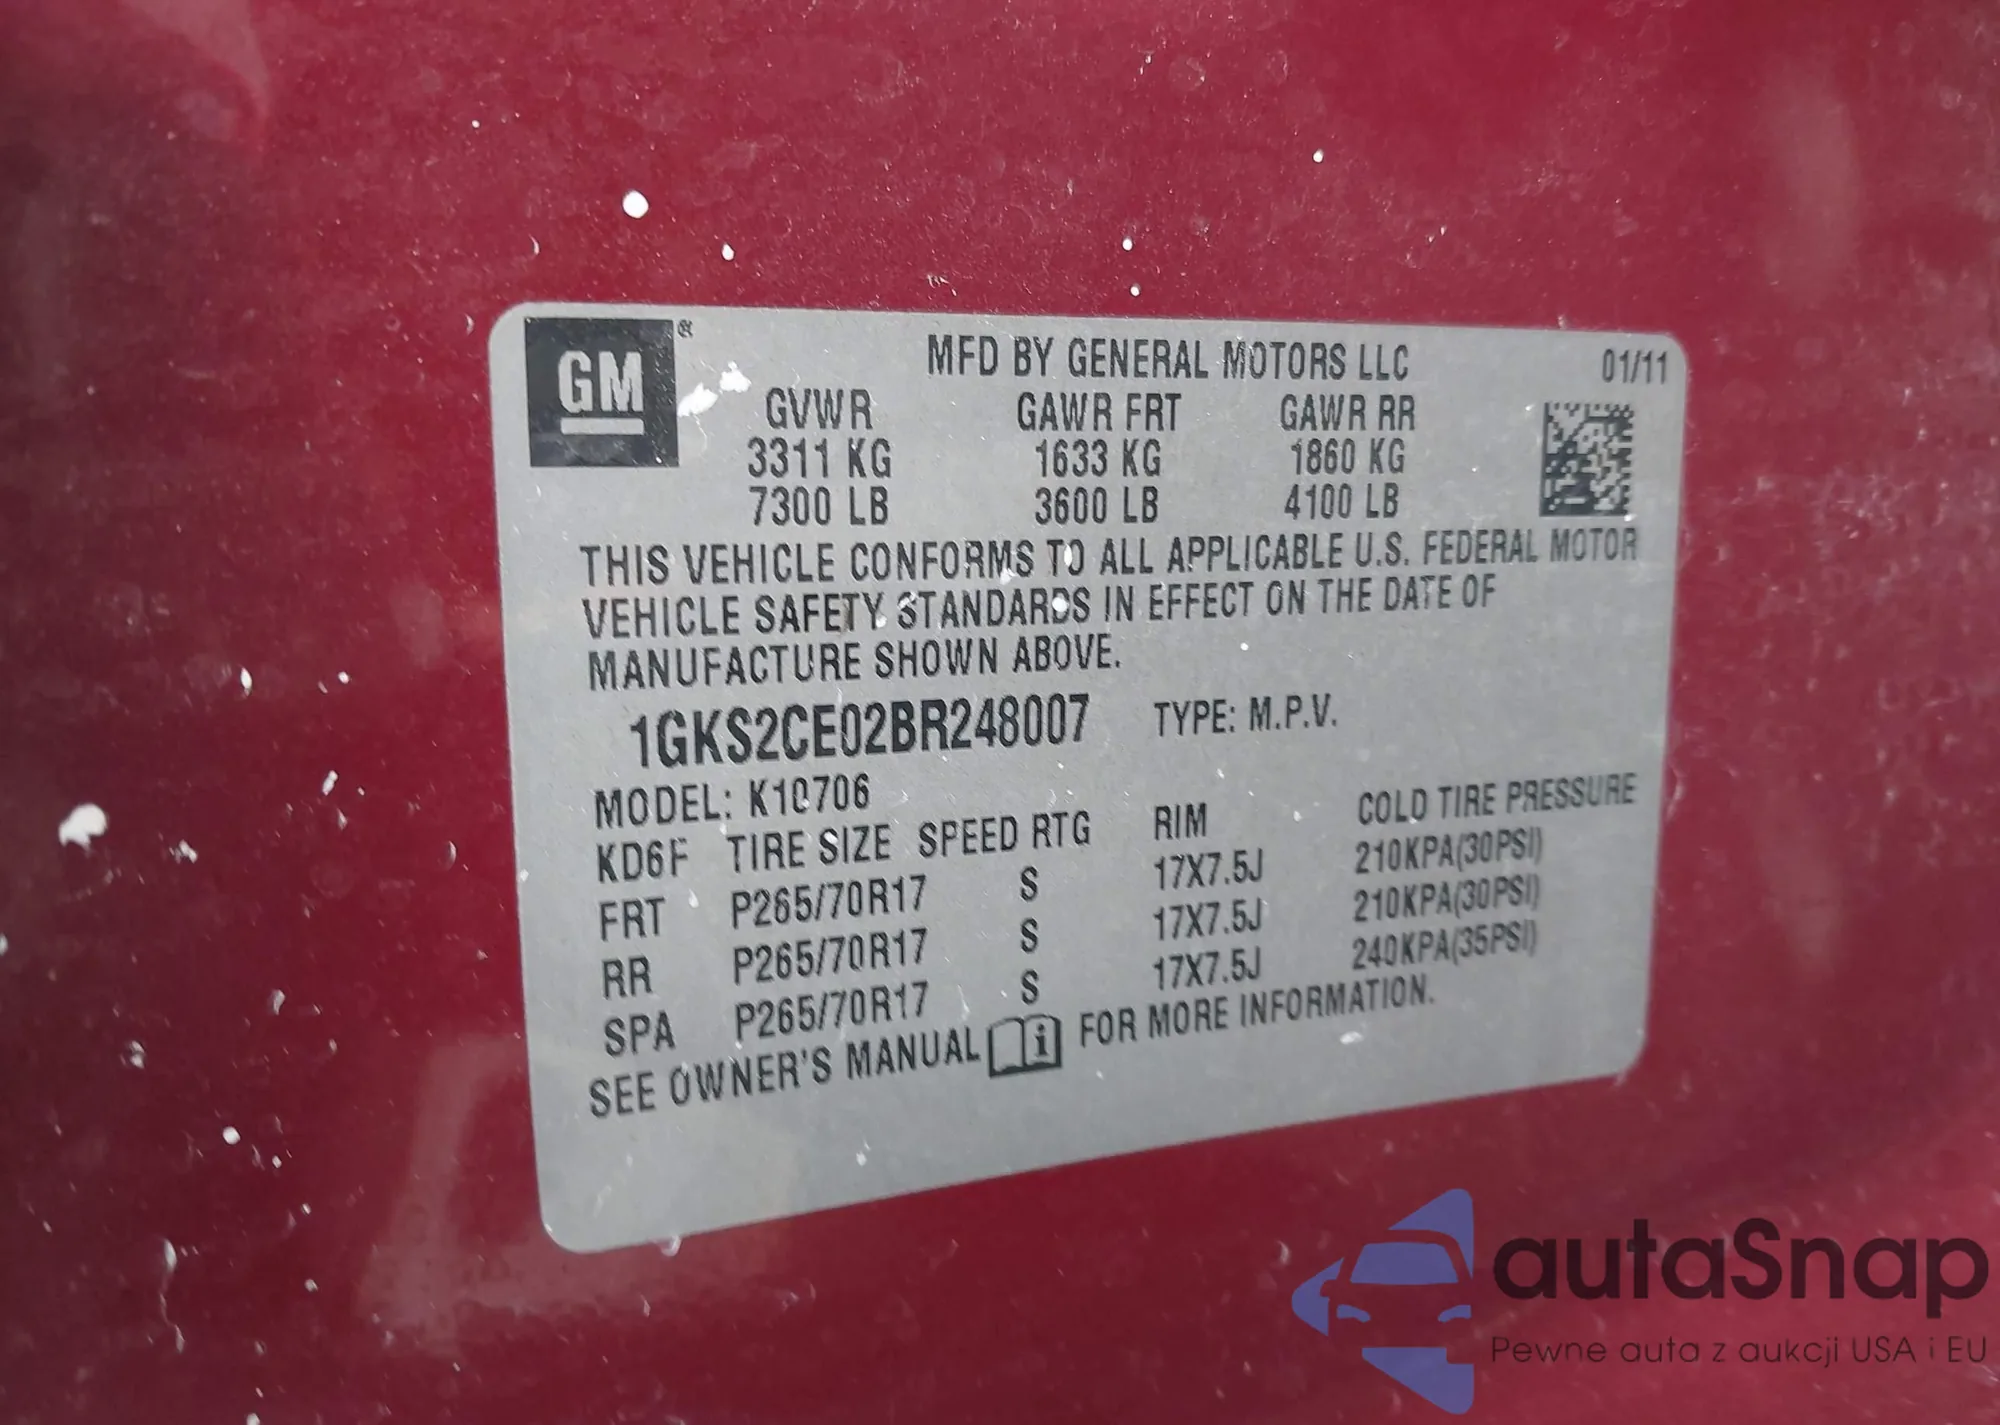 GM®
MFD BY GENERAL MOTORS LLC 01/11
GVWR GAWR FRT GAWR RR
3311 KG 1633 KG 1860 KG
7300 LB 3600 LB 4100 LB
THIS VEHICLE CONFORMS TO ALL APPLICABLE U.S. FEDERAL MOTOR
VEHICLE SAFETY STANDARDS IN EFFECT ON THE DATE OF
MANUFACTURE SHOWN ABOVE.
1GKS2CE02BR248007 TYPE: M.P.V.
MODEL: K10706
KD6F TIRE SIZE SPEED RTG RIM COLD TIRE PRESSURE
FRT P265/70R17 S 17X7.5J 210KPA(30PSI)
RR P265/70R17 S 17X7.5J 210KPA(30PSI)
SPA P265/70R17 S 17X7.5J 240KPA(35PSI)
SEE OWNER'S MANUAL i FOR MORE INFORMATION.
autaSnap
Pewne auta z aukcji USA i EU